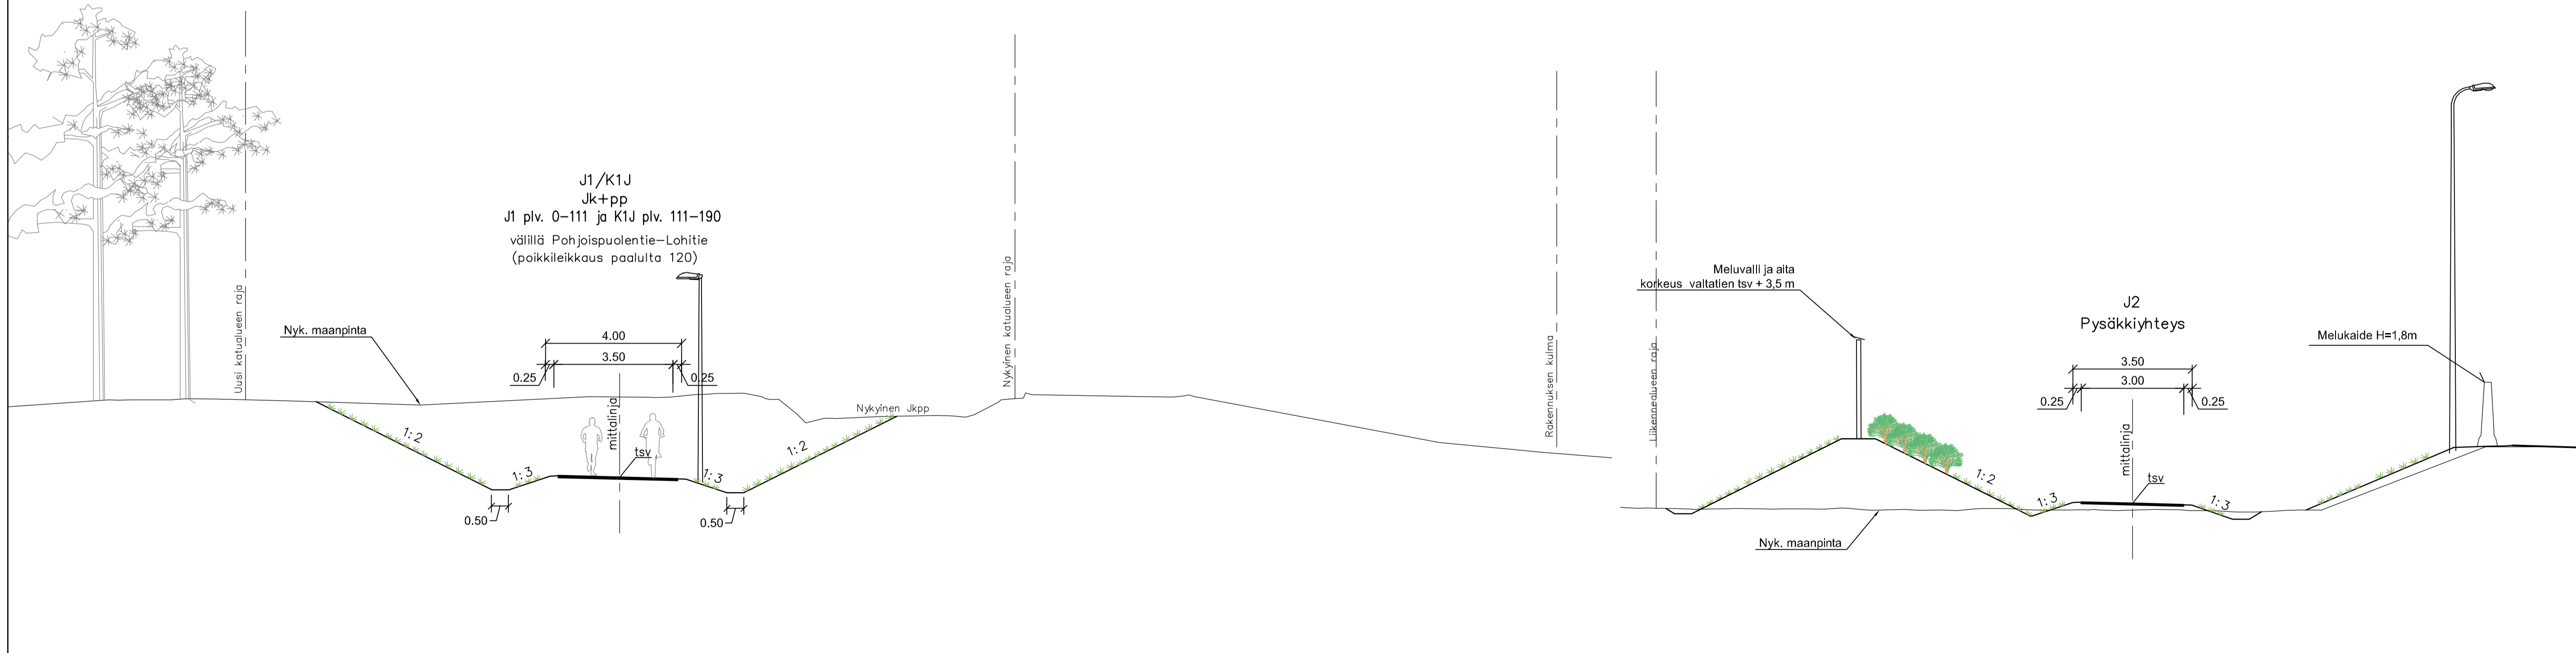 Uusi katualueen raja
Nyk. maanpinta
J1/K1J
Jk+pp
J1 plv. 0-111 ja K1J plv. 111-190
välillä Pohjoispuolentie-Lohitie
(poikkileikkaus paalulta 120)
4.00
3.50
0.25
0.25
mittalinja
tsv
1:2
1:3
1:3
1:2
0.50
0.50
Nykyinen Jkpp
Nykyinen katualueen raja
Rakennuksen kulma
Liikennealueen raja
Meluvalli ja aita
korkeus valtatien tsv + 3,5 m
Nyk. maanpinta
J2
Pysäkkiyhteys
3.50
3.00
0.25
0.25
mittalinja
tsv
1:2
1:3
1:3
Melukaide H=1,8m